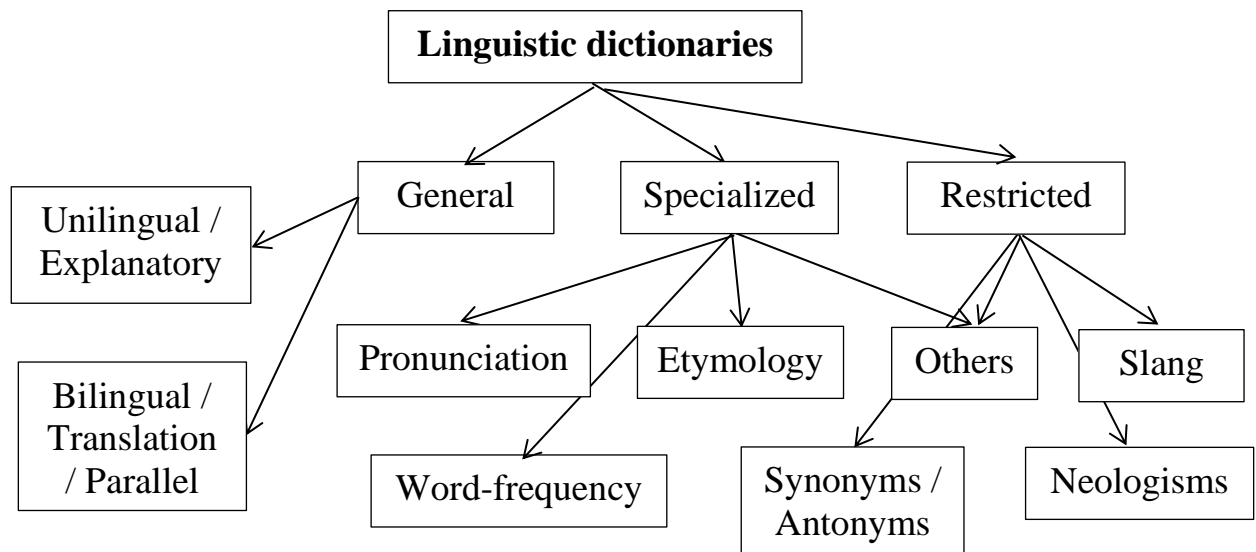 Linguistic dictionaries
General
Specialized
Restricted
Unilingual /
Explanatory
Pronunciation
Etymology
Others
Slang
Bilingual /
Translation
/ Parallel
Word-frequency
Synonyms /
Antonyms
Neologisms